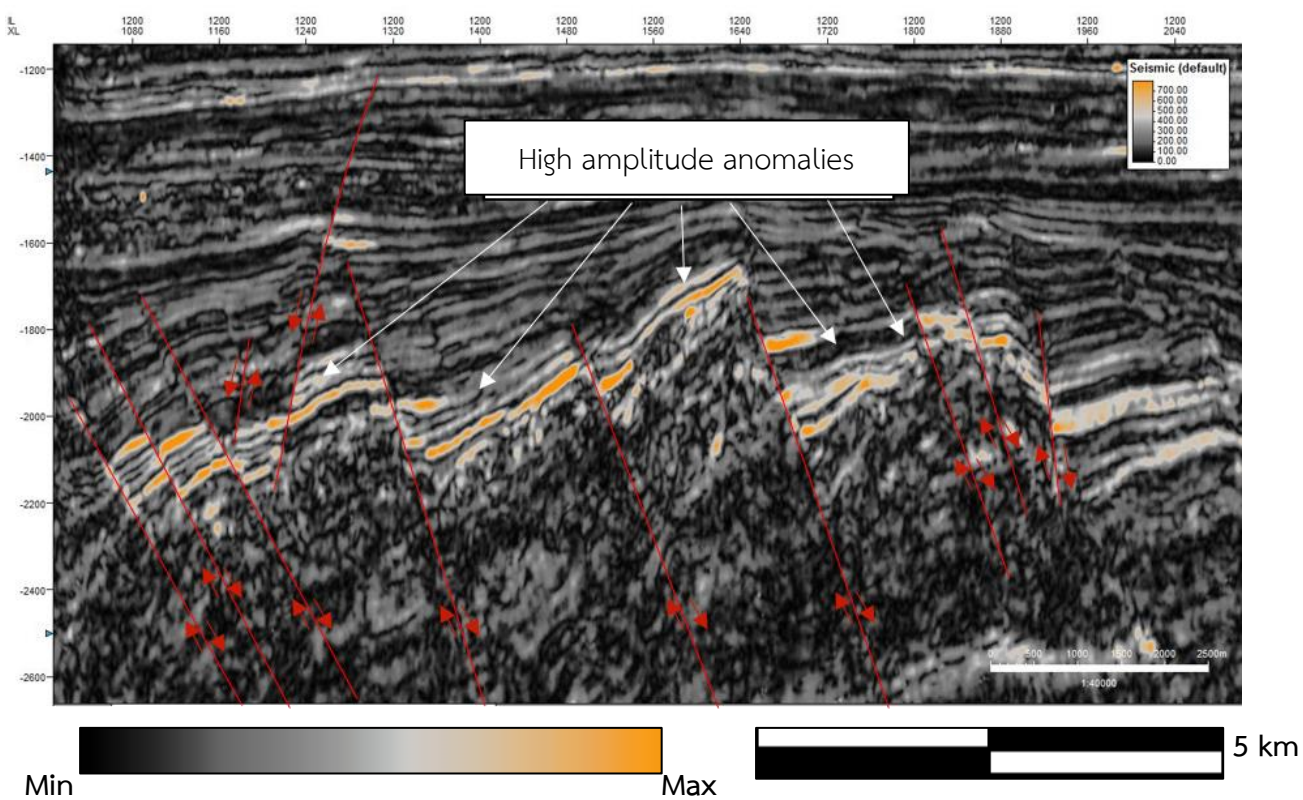 IL 1200 1200 1200 1200 1200 1200 1200 1200 1200 1200 1200 1200 1200
XL 1080 1160 1240 1320 1400 1480 1560 1640 1720 1800 1880 1960 2040
Seismic (default)
700.00
600.00
500.00
400.00
300.00
200.00
100.00
0.00
High amplitude anomalies
-1200
-1400
-1600
-1800
-2000
-2200
-2400
-2600
0 500 1000 1500 2000 2500m
1:40000
Min Max
5 km